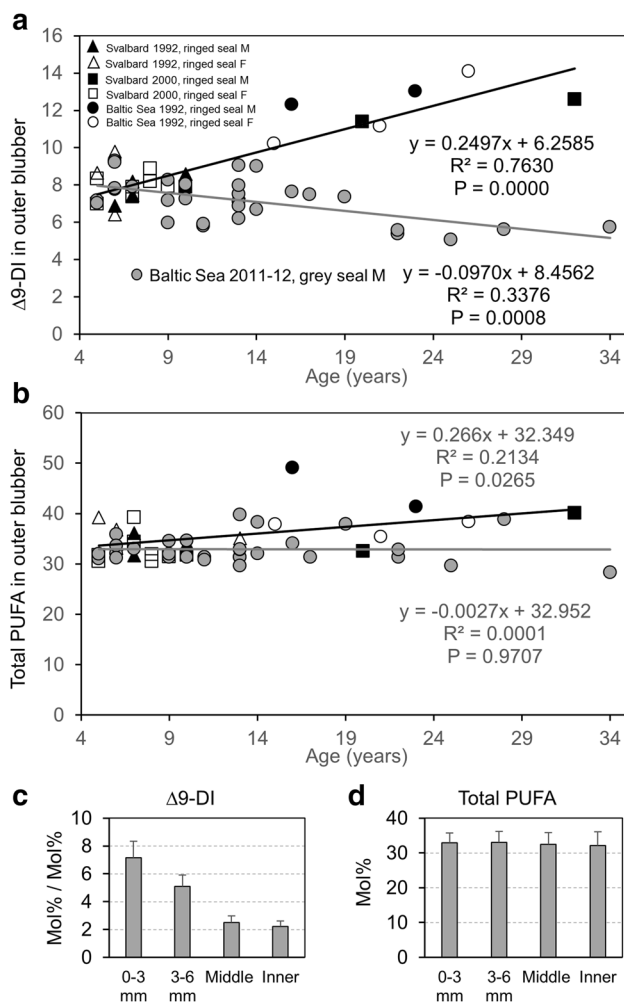 a
16
14
12
10
8
6
4
2
0
Δ9-DI in outer blubber
Svalbard 1992, ringed seal M
Svalbard 1992, ringed seal F
Svalbard 2000, ringed seal M
Svalbard 2000, ringed seal F
Baltic Sea 1992, ringed seal M
Baltic Sea 1992, ringed seal F
y = 0.2497x + 6.2585
R² = 0.7630
P = 0.0000
Baltic Sea 2011-12, grey seal M
y = -0.0970x + 8.4562
R² = 0.3376
P = 0.0008
4 9 14 19 24 29 34
Age (years)
b
60
50
40
30
20
10
0
Total PUFA in outer blubber
y = 0.266x + 32.349
R² = 0.2134
P = 0.0265
y = -0.0027x + 32.952
R² = 0.0001
P = 0.9707
4 9 14 19 24 29 34
Age (years)
c
Δ9-DI
Mol% / Mol%
8
6
4
2
0
0-3 3-6 Middle Inner
mm mm
d
Total PUFA
Mol%
40
30
20
10
0
0-3 3-6 Middle Inner
mm mm